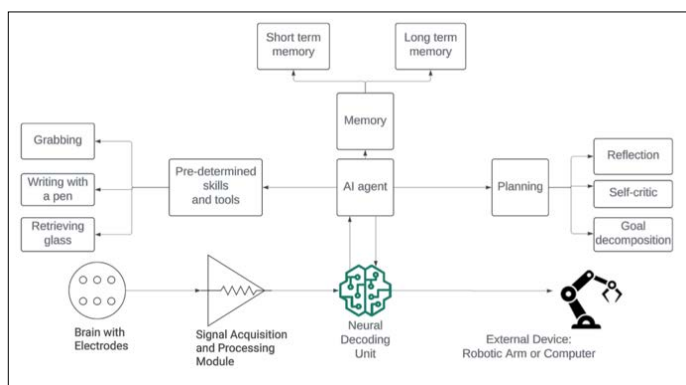 Short term
memory
Long term
memory
Memory
Grabbing
Writing with
a pen
Retrieving
glass
Pre-determined
skills
and tools
AI agent
Planning
Reflection
Self-critic
Goal
decomposition
Brain with
Electrodes
Signal Acquisition
and Processing
Module
Neural
Decoding
Unit
External Device:
Robotic Arm or Computer